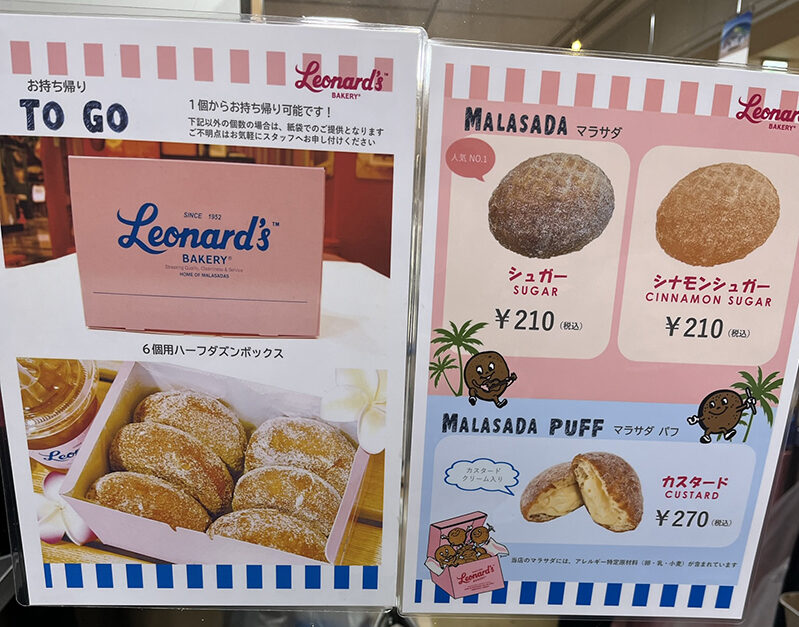 Leonard's™
BAKERY®
お持ち帰り
TO GO
1個からお持ち帰り可能です!
下記以外の個数の場合は、紙袋でのご提供となります
ご不明点はお気軽にスタッフへお申し付けください
SINCE 1952
Leonard's™
BAKERY®
Stressing Quality, Cleanliness & Service
HOME OF MALASADAS
6個用ハーフダズンボックス
Leonard's
BAKERY®
MALASADA マラサダ
人気 NO.1
シュガー
SUGAR
¥210(税込)
シナモンシュガー
CINNAMON SUGAR
¥210(税込)
MALASADA PUFF マラサダ パフ
カスタード
クリーム入り
カスタード
CUSTARD
¥270(税込)
Leonard's
当店のマラサダには、アレルギー特定原材料(卵・乳・小麦)が含まれています